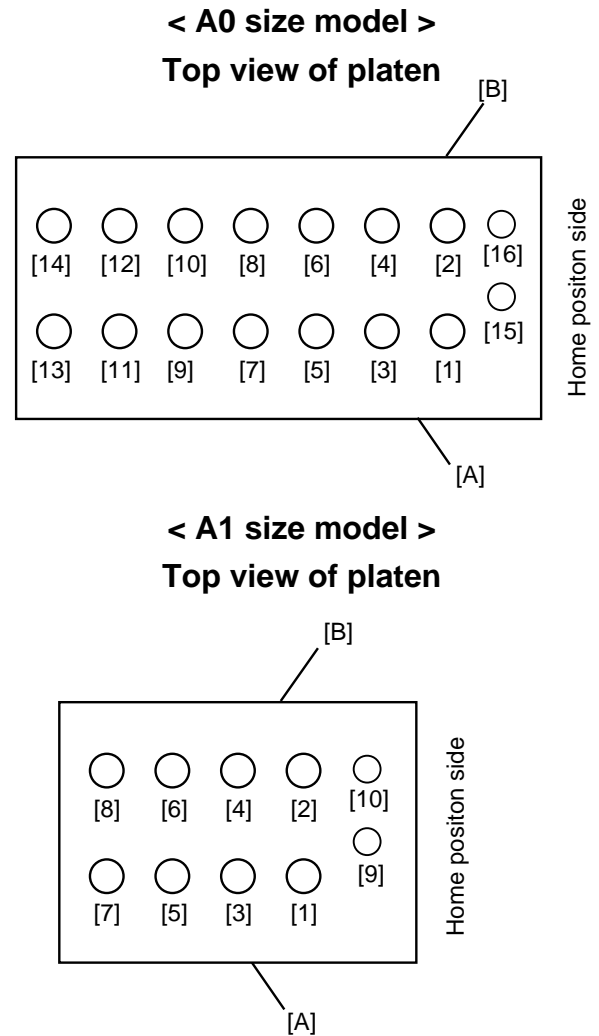 < A0 size model >
Top view of platen
[B]
[14] [12] [10] [8] [6] [4] [2] [16]
[15]
[13] [11] [9] [7] [5] [3] [1]
Home positon side
[A]
< A1 size model >
Top view of platen
[B]
[8] [6] [4] [2] [10]
[9]
[7] [5] [3] [1]
Home positon side
[A]